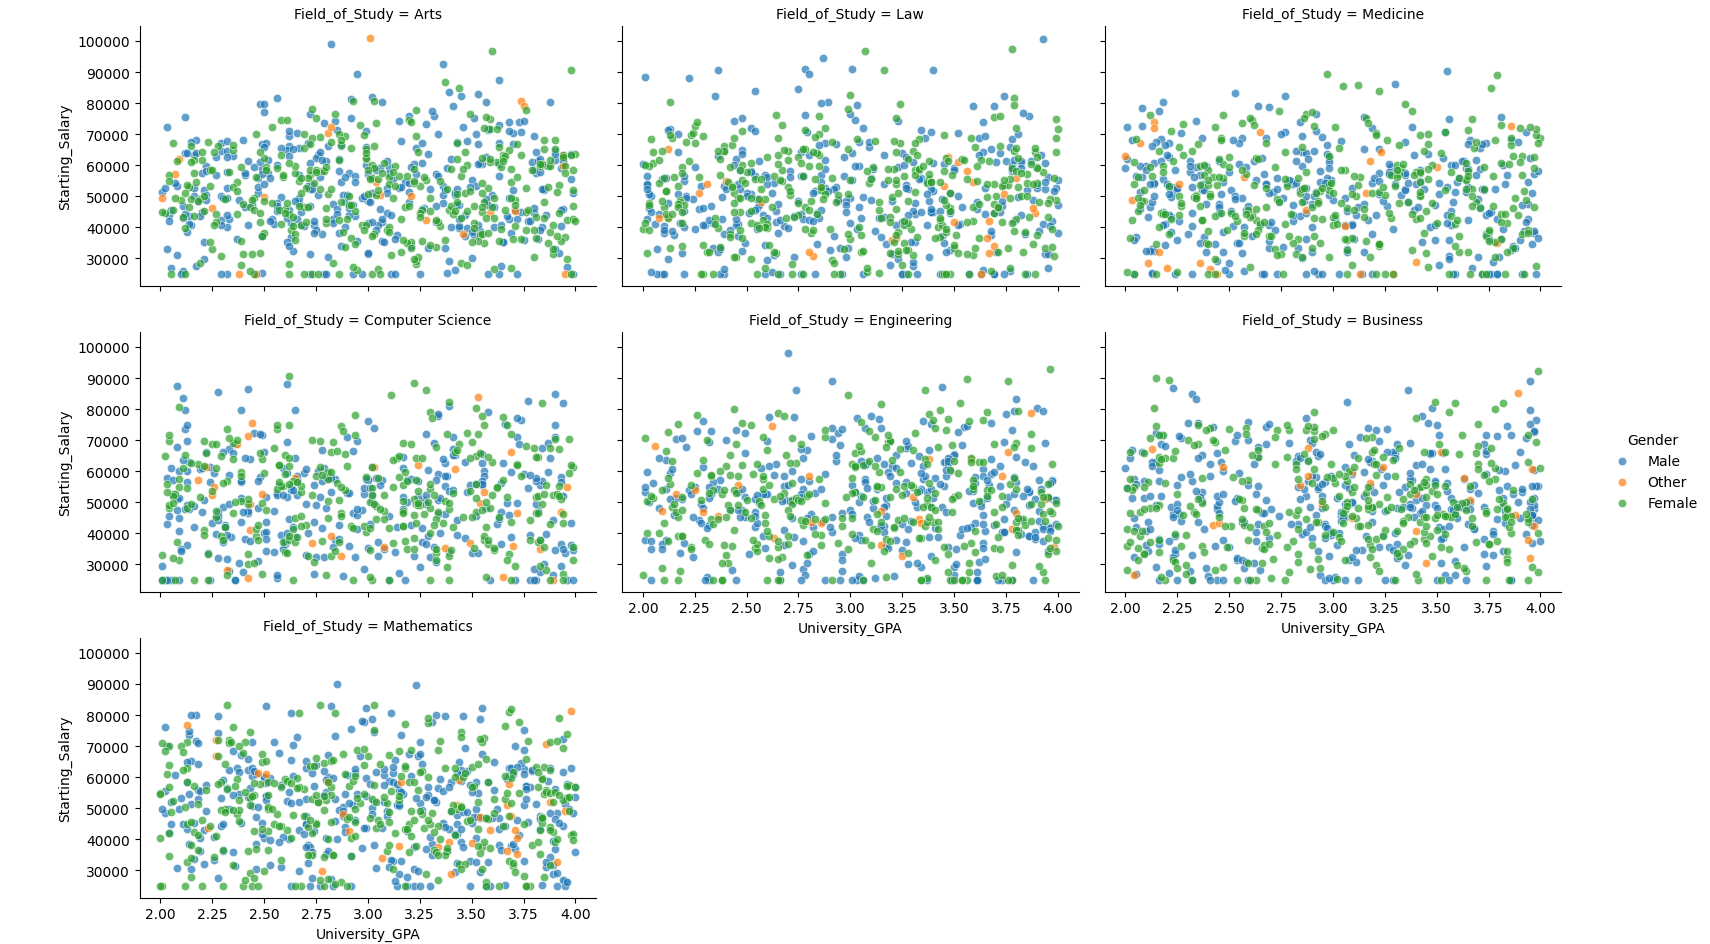 Field_of_Study = Arts
Field_of_Study = Law
Field_of_Study = Medicine
100000
90000
80000
70000
60000
50000
40000
30000
Starting_Salary
Field_of_Study = Computer Science
Field_of_Study = Engineering
Field_of_Study = Business
100000
90000
80000
70000
60000
50000
40000
30000
Starting_Salary
2.00 2.25 2.50 2.75 3.00 3.25 3.50 3.75 4.00
University_GPA
2.00 2.25 2.50 2.75 3.00 3.25 3.50 3.75 4.00
University_GPA
Gender
Male
Other
Female
Field_of_Study = Mathematics
100000
90000
80000
70000
60000
50000
40000
30000
Starting_Salary
2.00 2.25 2.50 2.75 3.00 3.25 3.50 3.75 4.00
University_GPA